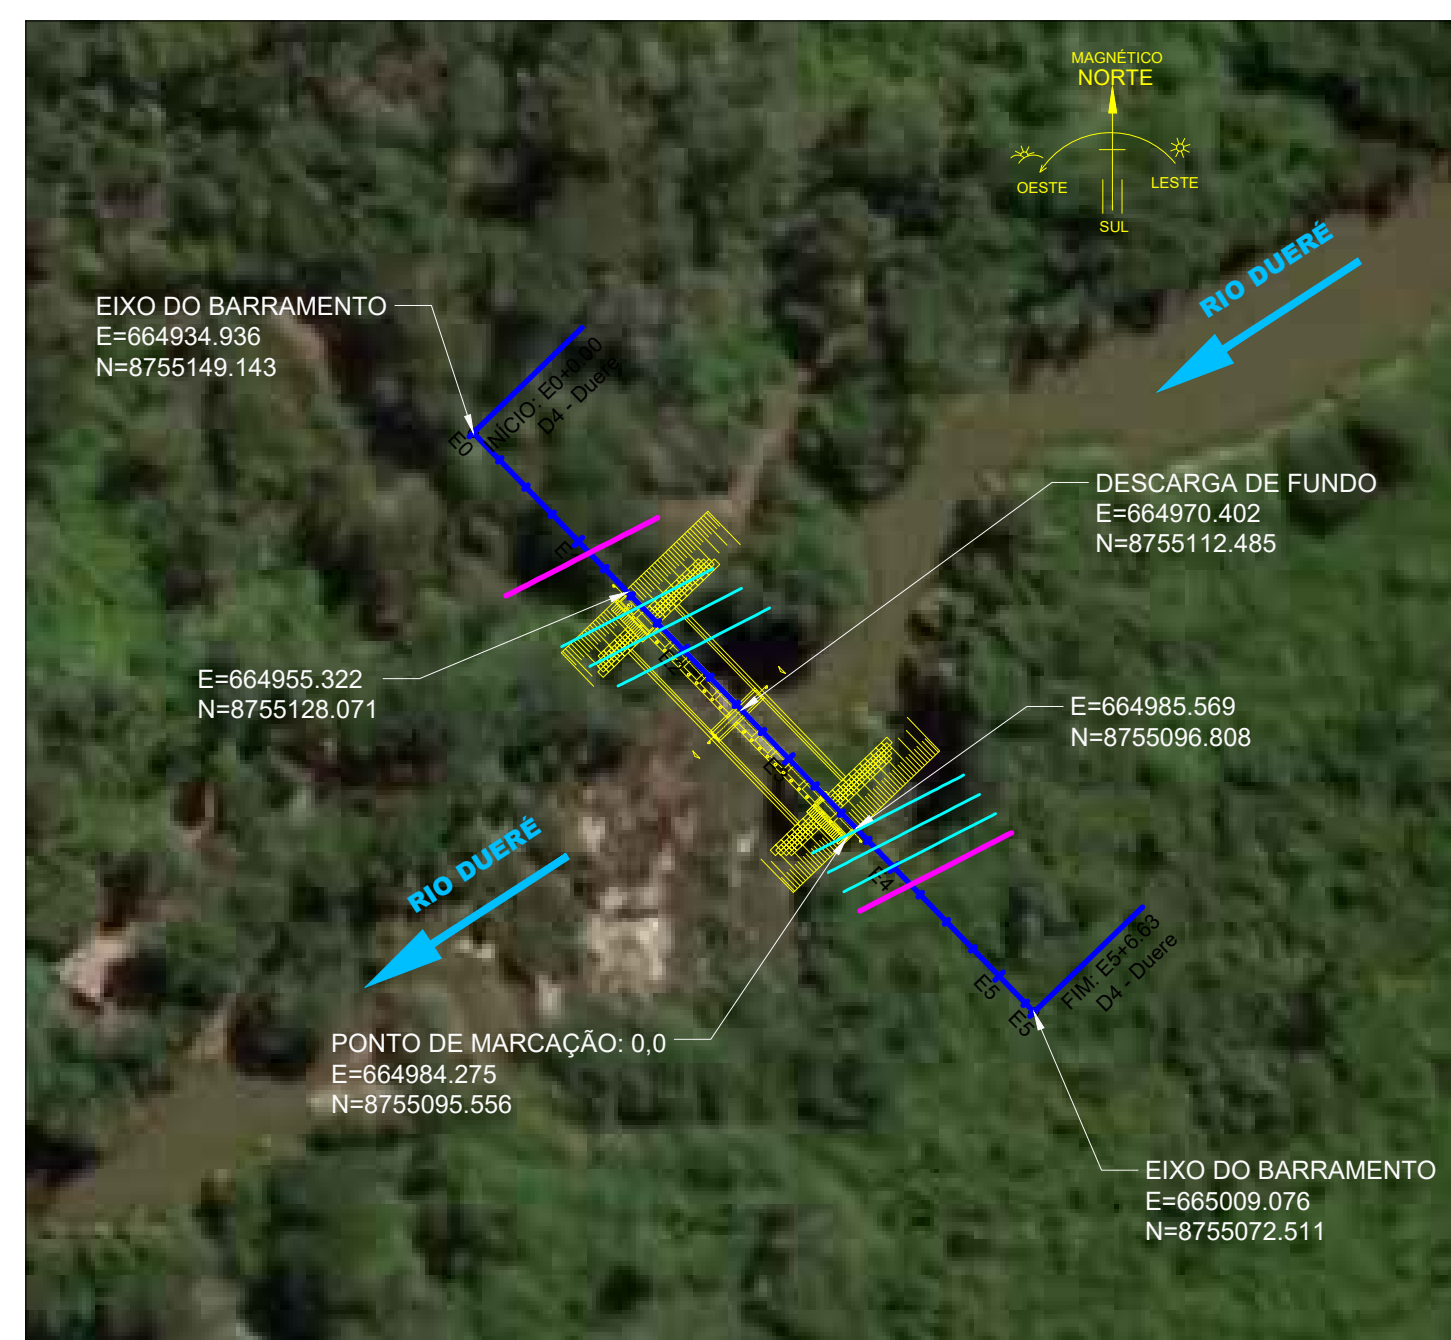 MAGNÉTICO
NORTE
OESTE
LESTE
SUL
RIO DUERÉ
EIXO DO BARRAMENTO
E=664934.936
N=8755149.143
E0
INÍCIO: E0+0.00
D4 - Duere
DESCARGA DE FUNDO
E=664970.402
N=8755112.485
E1
E2
E=664955.322
N=8755128.071
E=664985.569
N=8755096.808
E3
RIO DUERÉ
E4
PONTO DE MARCAÇÃO: 0,0
E=664984.275
N=8755095.556
E5
E5
FIM: E5+6.63
D4 - Duere
EIXO DO BARRAMENTO
E=665009.076
N=8755072.511